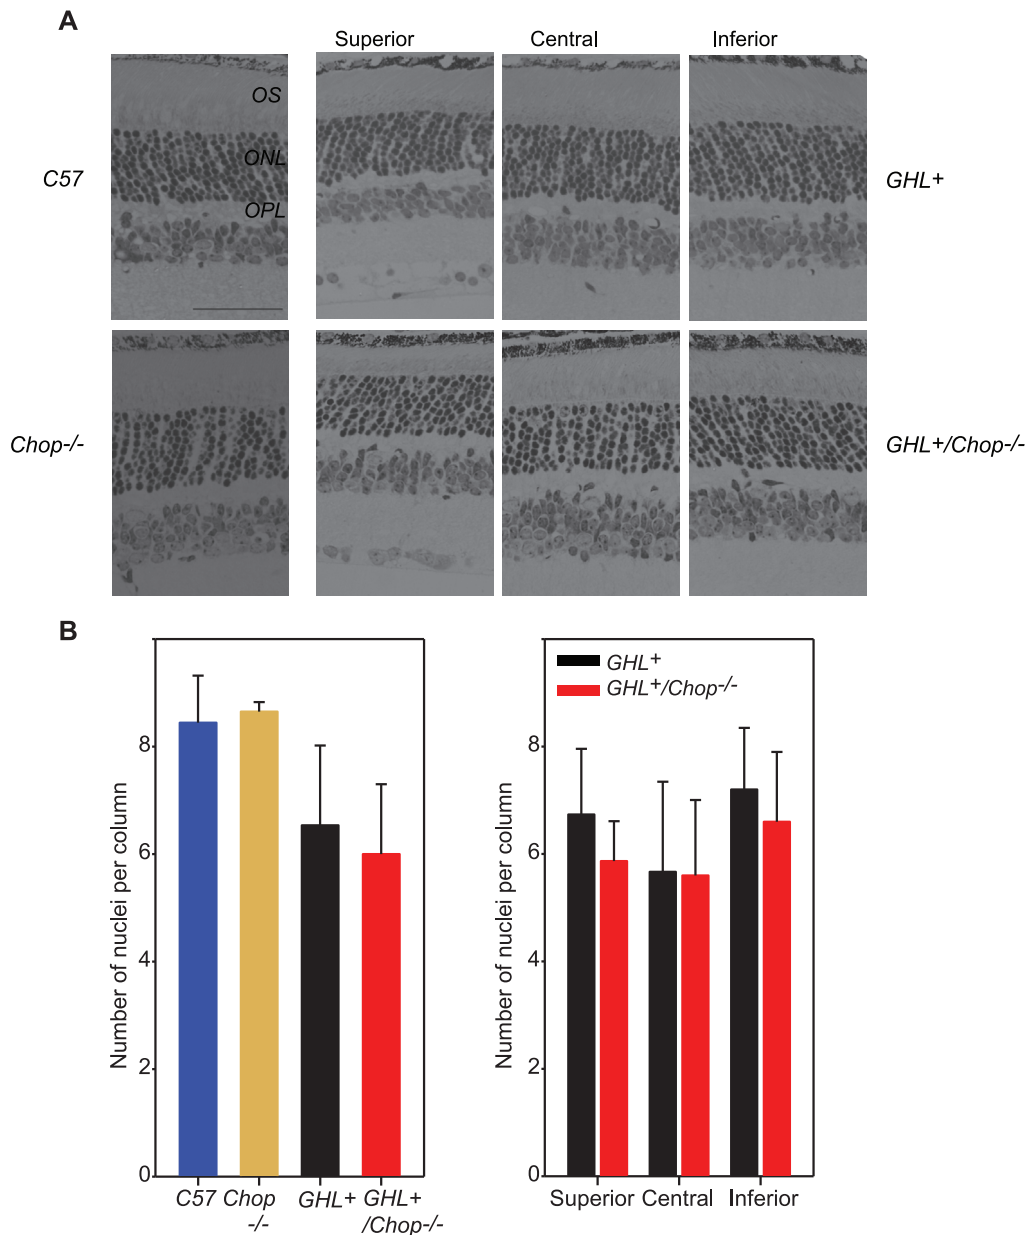 A
Superior Central Inferior
OS
ONL
C57
GHL+
OPL
Chop-/-
GHL+/Chop-/-
B
Number of nuclei per column
8
6
4
2
0
C57 Chop -/- GHL+ GHL+ /Chop-/-
GHL+
GHL+/Chop-/-
Number of nuclei per column
8
6
4
2
0
Superior Central Inferior